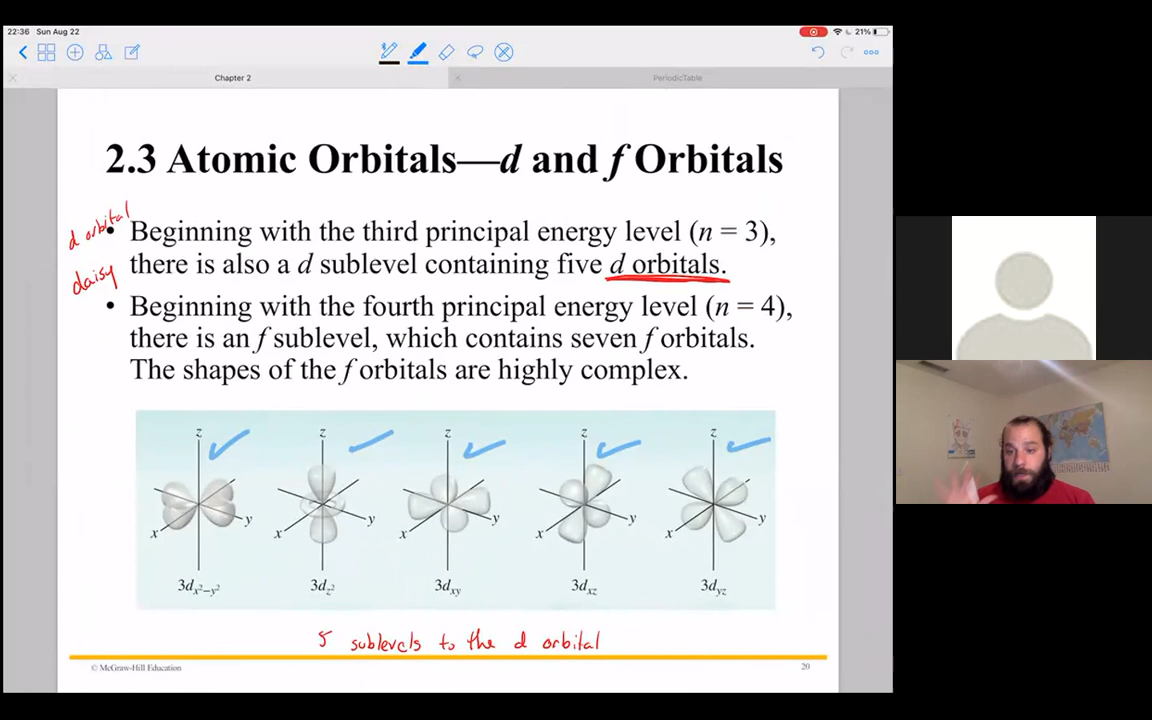 22:36 Sun Aug 22
21%
Chapter 2
PeriodicTable
2.3 Atomic Orbitals—d and f Orbitals
d orbital
daisy
• Beginning with the third principal energy level (n = 3),
there is also a d sublevel containing five d orbitals.
• Beginning with the fourth principal energy level (n = 4),
there is an f sublevel, which contains seven f orbitals.
The shapes of the f orbitals are highly complex.
z z z z z
x y x y x y x y x y
3dx²−y² 3dz² 3dxy 3dxz 3dyz
5 sublevels to the d orbital
© McGraw-Hill Education
20